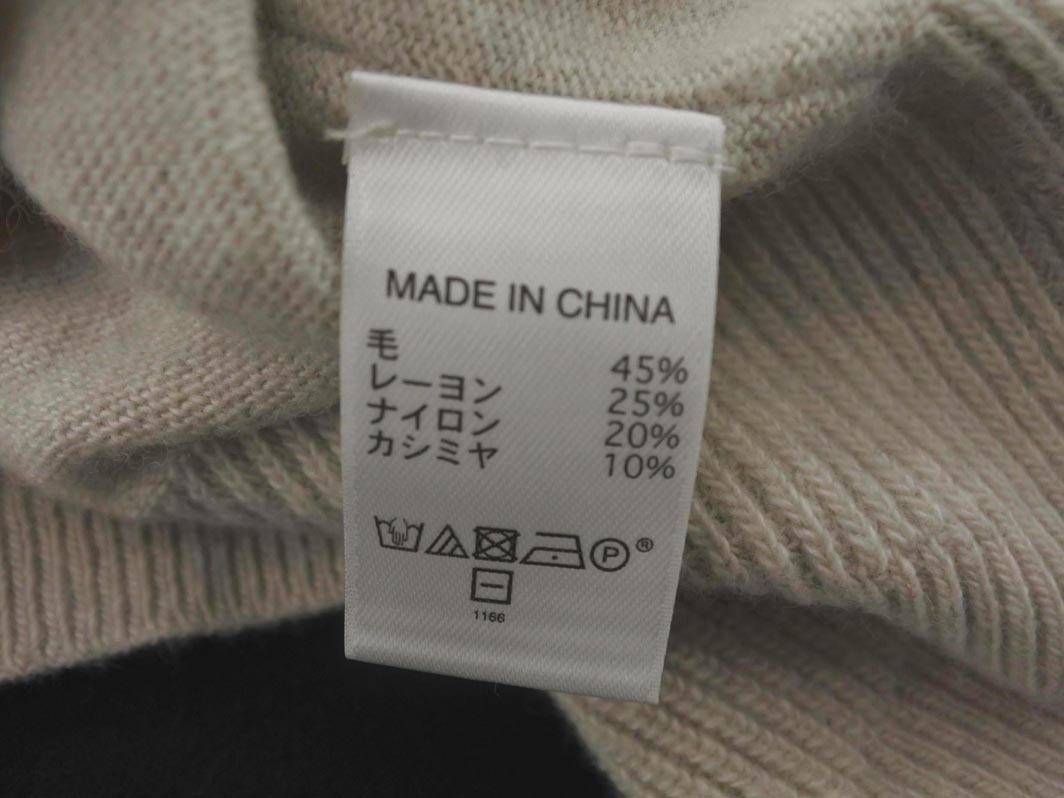 MADE IN CHINA
毛 45%
レーヨン 25%
ナイロン 20%
カシミヤ 10%
P ®
1166